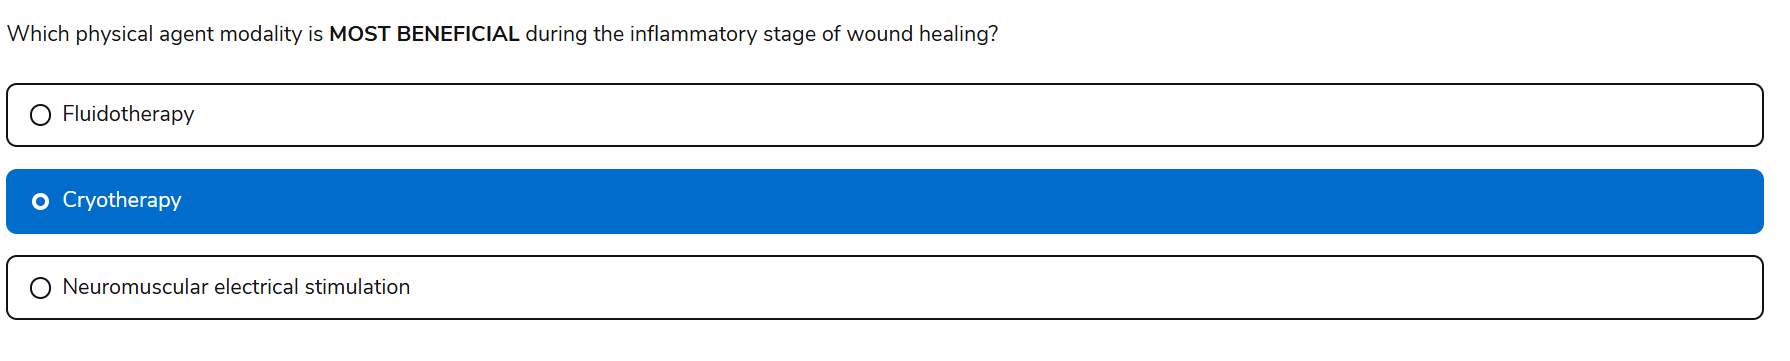 Which physical agent modality is MOST BENEFICIAL during the inflammatory stage of wound healing?
Fluidotherapy
Cryotherapy
Neuromuscular electrical stimulation